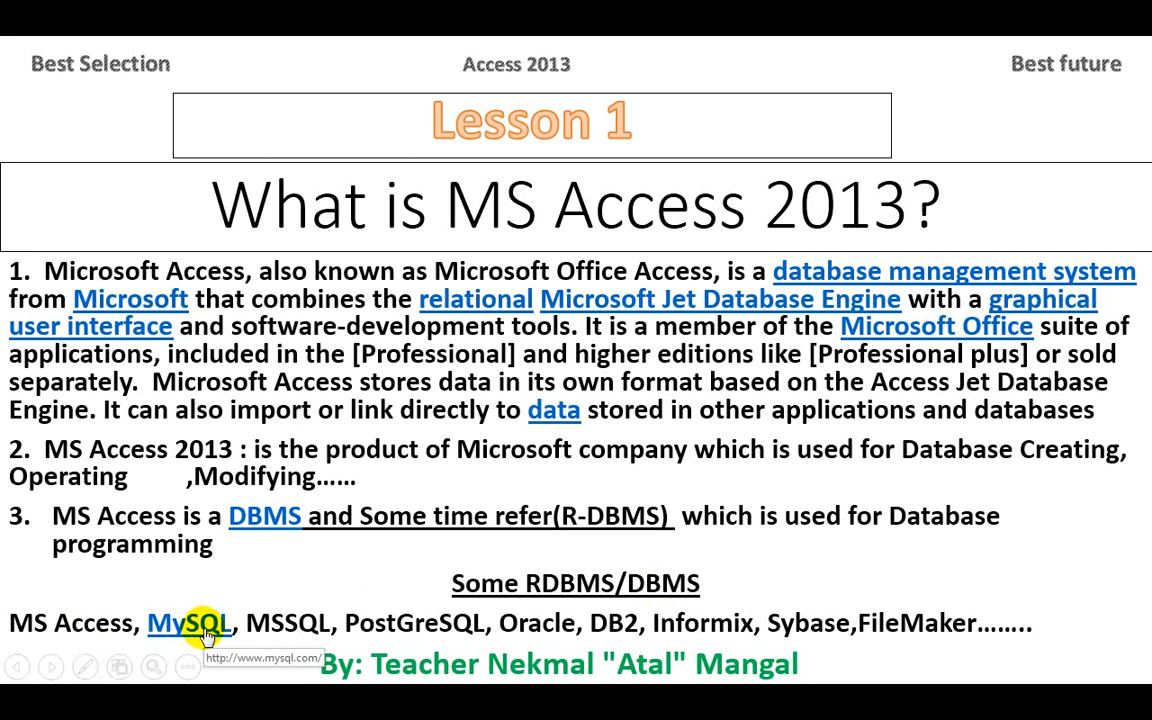 Best Selection Access 2013 Best future
Lesson 1
What is MS Access 2013?
1. Microsoft Access, also known as Microsoft Office Access, is a database management system
from Microsoft that combines the relational Microsoft Jet Database Engine with a graphical
user interface and software-development tools. It is a member of the Microsoft Office suite of
applications, included in the [Professional] and higher editions like [Professional plus] or sold
separately. Microsoft Access stores data in its own format based on the Access Jet Database
Engine. It can also import or link directly to data stored in other applications and databases
2. MS Access 2013 : is the product of Microsoft company which is used for Database Creating,
Operating ,Modifying......
3. MS Access is a DBMS and Some time refer(R-DBMS) which is used for Database
programming
Some RDBMS/DBMS
MS Access, MySQL, MSSQL, PostGreSQL, Oracle, DB2, Informix, Sybase,FileMaker........
http://www.mysql.com/
By: Teacher Nekmal "Atal" Mangal